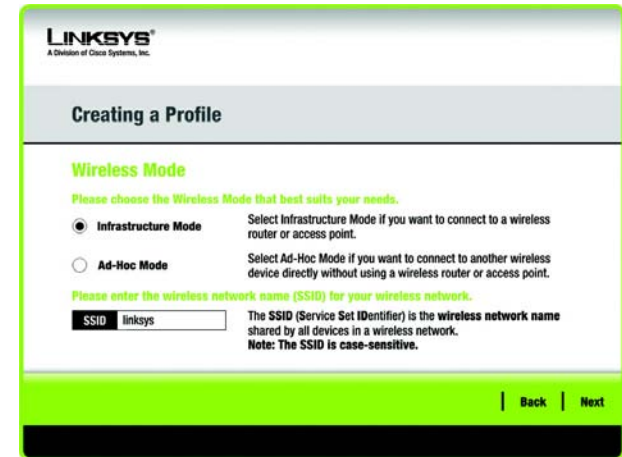 LINKSYS®
A Division of Cisco Systems, Inc.
Creating a Profile
Wireless Mode
Please choose the Wireless Mode that best suits your needs.
Infrastructure Mode
Select Infrastructure Mode if you want to connect to a wireless
router or access point.
Ad-Hoc Mode
Select Ad-Hoc Mode if you want to connect to another wireless
device directly without using a wireless router or access point.
Please enter the wireless network name (SSID) for your wireless network.
SSID linksys
The SSID (Service Set IDentifier) is the wireless network name
shared by all devices in a wireless network.
Note: The SSID is case-sensitive.
Back Next